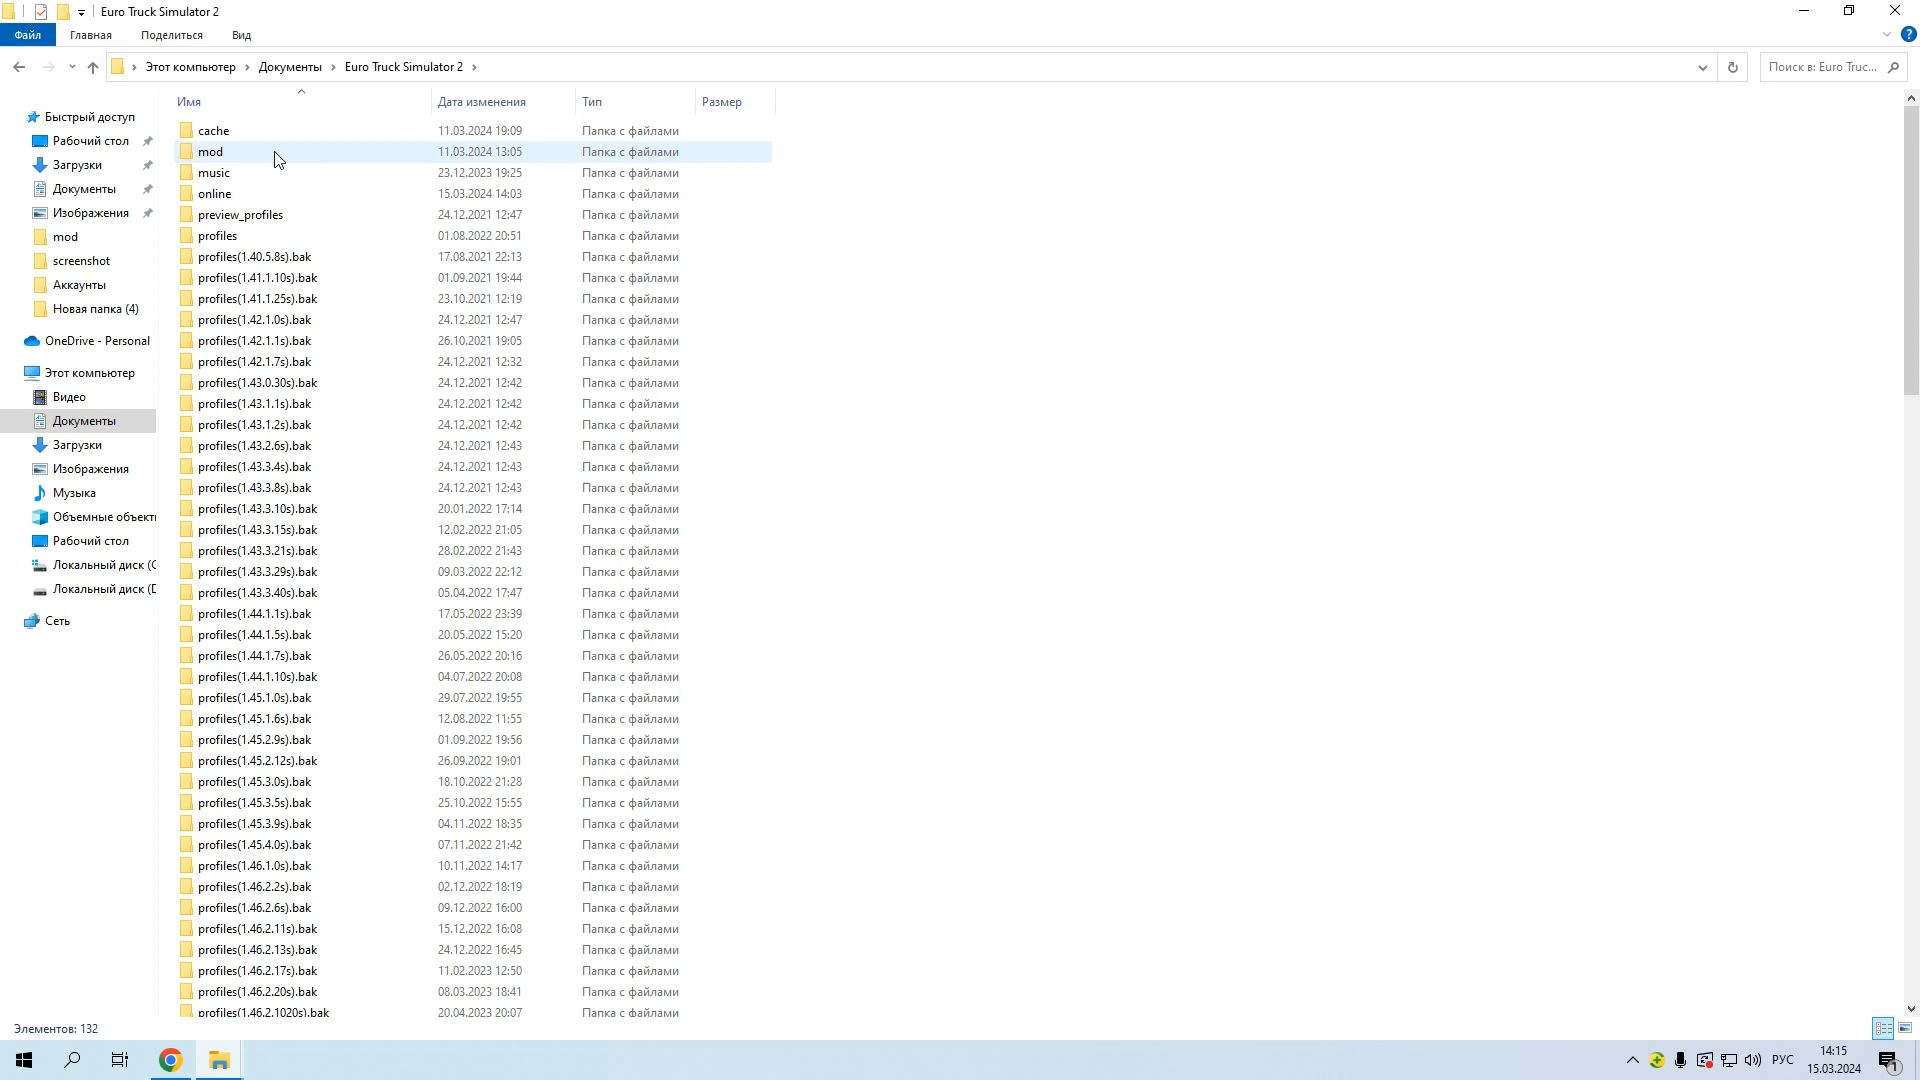 Euro Truck Simulator 2
Файл Главная Поделиться Вид
Этот компьютер Документы Euro Truck Simulator 2
Поиск в: Euro Truc...
Быстрый доступ
Рабочий стол
Загрузки
Документы
Изображения
mod
screenshot
Аккаунты
Новая папка (4)
OneDrive - Personal
Этот компьютер
Видео
Документы
Загрузки
Изображения
Музыка
Объемные объект
Рабочий стол
Локальный диск (C
Локальный диск (D
Сеть
Имя Дата изменения Тип Размер
cache 11.03.2024 19:09 Папка с файлами
mod 11.03.2024 13:05 Папка с файлами
music 23.12.2023 19:25 Папка с файлами
online 15.03.2024 14:03 Папка с файлами
preview_profiles 24.12.2021 12:47 Папка с файлами
profiles 01.08.2022 20:51 Папка с файлами
profiles(1.40.5.8s).bak 17.08.2021 22:13 Папка с файлами
profiles(1.41.1.10s).bak 01.09.2021 19:44 Папка с файлами
profiles(1.41.1.25s).bak 23.10.2021 12:19 Папка с файлами
profiles(1.42.1.0s).bak 24.12.2021 12:47 Папка с файлами
profiles(1.42.1.1s).bak 26.10.2021 19:05 Папка с файлами
profiles(1.42.1.7s).bak 24.12.2021 12:32 Папка с файлами
profiles(1.43.0.30s).bak 24.12.2021 12:42 Папка с файлами
profiles(1.43.1.1s).bak 24.12.2021 12:42 Папка с файлами
profiles(1.43.1.2s).bak 24.12.2021 12:42 Папка с файлами
profiles(1.43.2.6s).bak 24.12.2021 12:43 Папка с файлами
profiles(1.43.3.4s).bak 24.12.2021 12:43 Папка с файлами
profiles(1.43.3.8s).bak 24.12.2021 12:43 Папка с файлами
profiles(1.43.3.10s).bak 20.01.2022 17:14 Папка с файлами
profiles(1.43.3.15s).bak 12.02.2022 21:05 Папка с файлами
profiles(1.43.3.21s).bak 28.02.2022 21:43 Папка с файлами
profiles(1.43.3.29s).bak 09.03.2022 22:12 Папка с файлами
profiles(1.43.3.40s).bak 05.04.2022 17:47 Папка с файлами
profiles(1.44.1.1s).bak 17.05.2022 23:39 Папка с файлами
profiles(1.44.1.5s).bak 20.05.2022 15:20 Папка с файлами
profiles(1.44.1.7s).bak 26.05.2022 20:16 Папка с файлами
profiles(1.44.1.10s).bak 04.07.2022 20:08 Папка с файлами
profiles(1.45.1.0s).bak 29.07.2022 19:55 Папка с файлами
profiles(1.45.1.6s).bak 12.08.2022 11:55 Папка с файлами
profiles(1.45.2.9s).bak 01.09.2022 19:56 Папка с файлами
profiles(1.45.2.12s).bak 26.09.2022 19:01 Папка с файлами
profiles(1.45.3.0s).bak 18.10.2022 21:28 Папка с файлами
profiles(1.45.3.5s).bak 25.10.2022 15:55 Папка с файлами
profiles(1.45.3.9s).bak 04.11.2022 18:35 Папка с файлами
profiles(1.45.4.0s).bak 07.11.2022 21:42 Папка с файлами
profiles(1.46.1.0s).bak 10.11.2022 14:17 Папка с файлами
profiles(1.46.2.2s).bak 02.12.2022 18:19 Папка с файлами
profiles(1.46.2.6s).bak 09.12.2022 16:00 Папка с файлами
profiles(1.46.2.11s).bak 15.12.2022 16:08 Папка с файлами
profiles(1.46.2.13s).bak 24.12.2022 16:45 Папка с файлами
profiles(1.46.2.17s).bak 11.02.2023 12:50 Папка с файлами
profiles(1.46.2.20s).bak 08.03.2023 18:41 Папка с файлами
profiles(1.46.2.1020s).bak 20.04.2023 20:07 Папка с файлами
Элементов: 132
РУС
14:15
15.03.2024
1